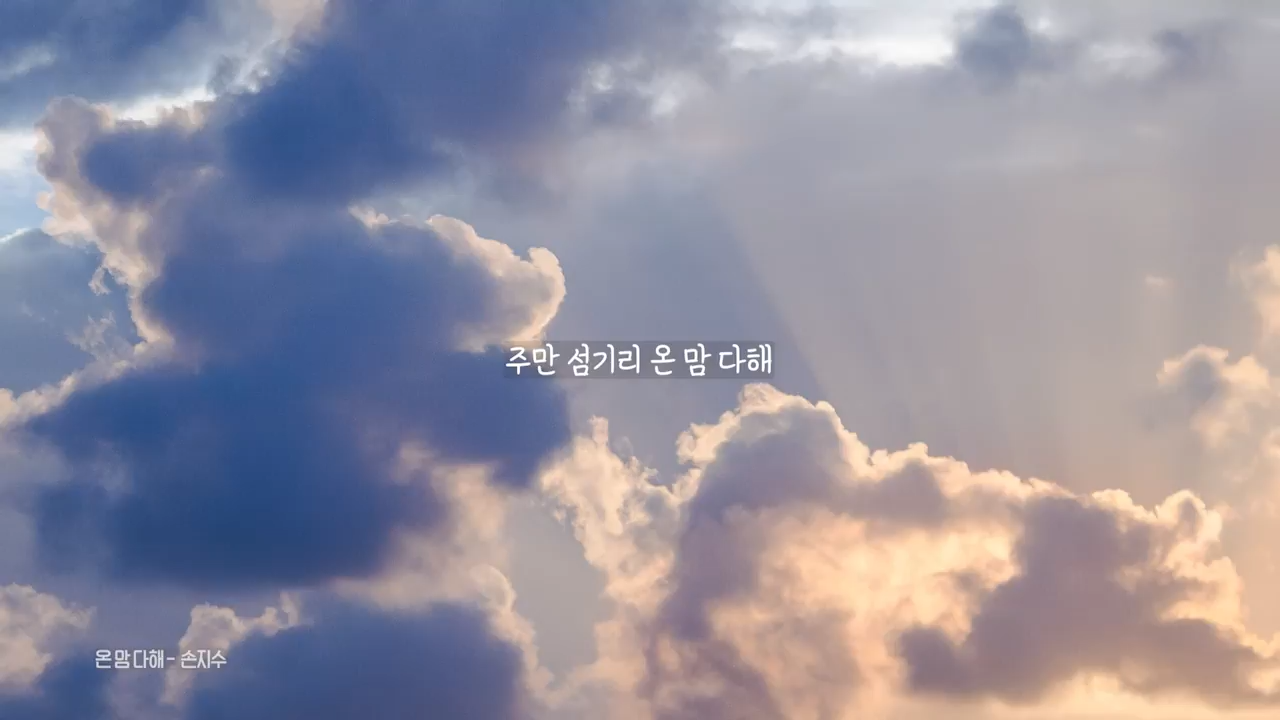 주만 섬기리 온 맘 다해
온 맘 다해 - 손지수